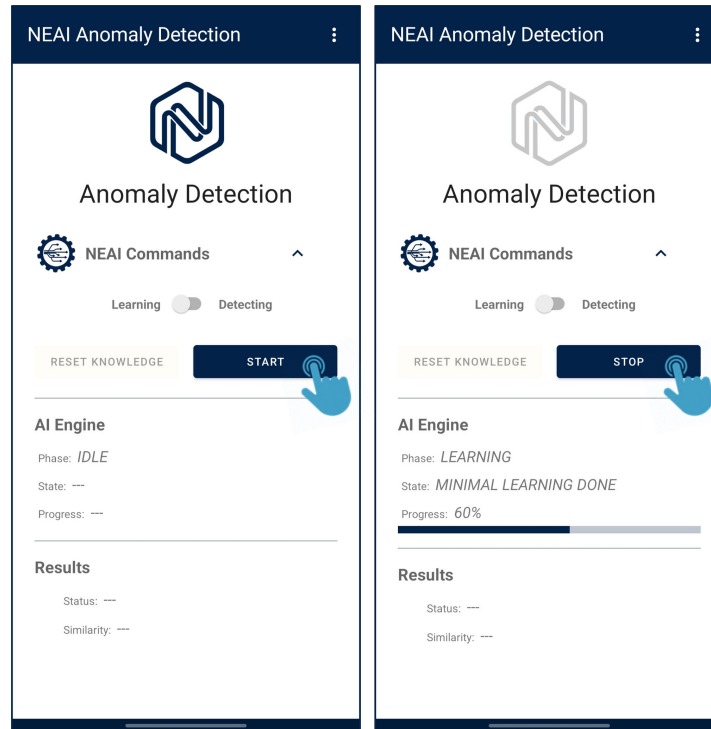 NEAI Anomaly Detection
Anomaly Detection
NEAI Commands
Learning Detecting
RESET KNOWLEDGE START
AI Engine
Phase: IDLE
State: ---
Progress: ---
Results
Status: ---
Similarity: ---
NEAI Anomaly Detection
Anomaly Detection
NEAI Commands
Learning Detecting
RESET KNOWLEDGE STOP
AI Engine
Phase: LEARNING
State: MINIMAL LEARNING DONE
Progress: 60%
Results
Status: ---
Similarity: ---